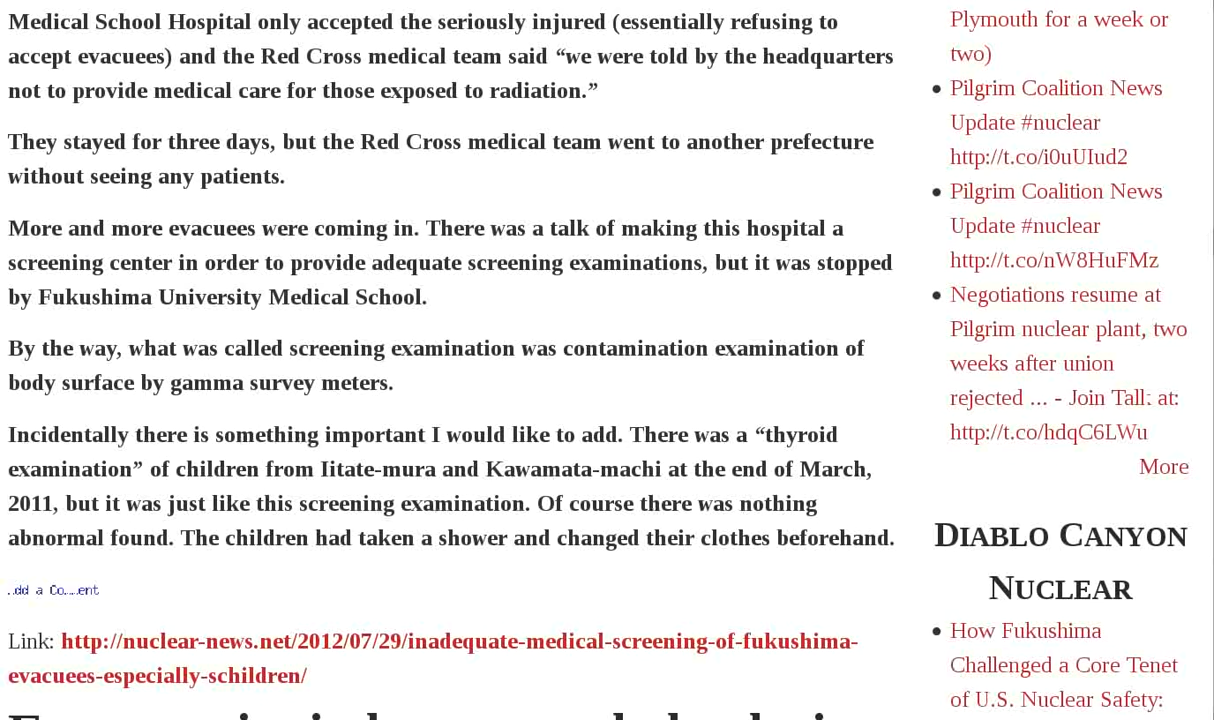 Medical School Hospital only accepted the seriously injured (essentially refusing to
accept evacuees) and the Red Cross medical team said “we were told by the headquarters
not to provide medical care for those exposed to radiation.”
They stayed for three days, but the Red Cross medical team went to another prefecture
without seeing any patients.
More and more evacuees were coming in. There was a talk of making this hospital a
screening center in order to provide adequate screening examinations, but it was stopped
by Fukushima University Medical School.
By the way, what was called screening examination was contamination examination of
body surface by gamma survey meters.
Incidentally there is something important I would like to add. There was a “thyroid
examination” of children from Iitate-mura and Kawamata-machi at the end of March,
2011, but it was just like this screening examination. Of course there was nothing
abnormal found. The children had taken a shower and changed their clothes beforehand.
a
Link: http://nuclear-news.net/2012/07/29/inadequate-medical-screening-of-fukushima-
evacuees-especially-schildren/
Plymouth for a week or
two)
Pilgrim Coalition News
Update #nuclear
http://t.co/i0uUIud2
Pilgrim Coalition News
Update #nuclear
http://t.co/nW8HuFMz
Negotiations resume at
Pilgrim nuclear plant, two
weeks after union
rejected ... - Join Talk at:
http://t.co/hdqC6LWu
More
DIABLO CANYON
NUCLEAR
How Fukushima
Challenged a Core Tenet
of U.S. Nuclear Safety: